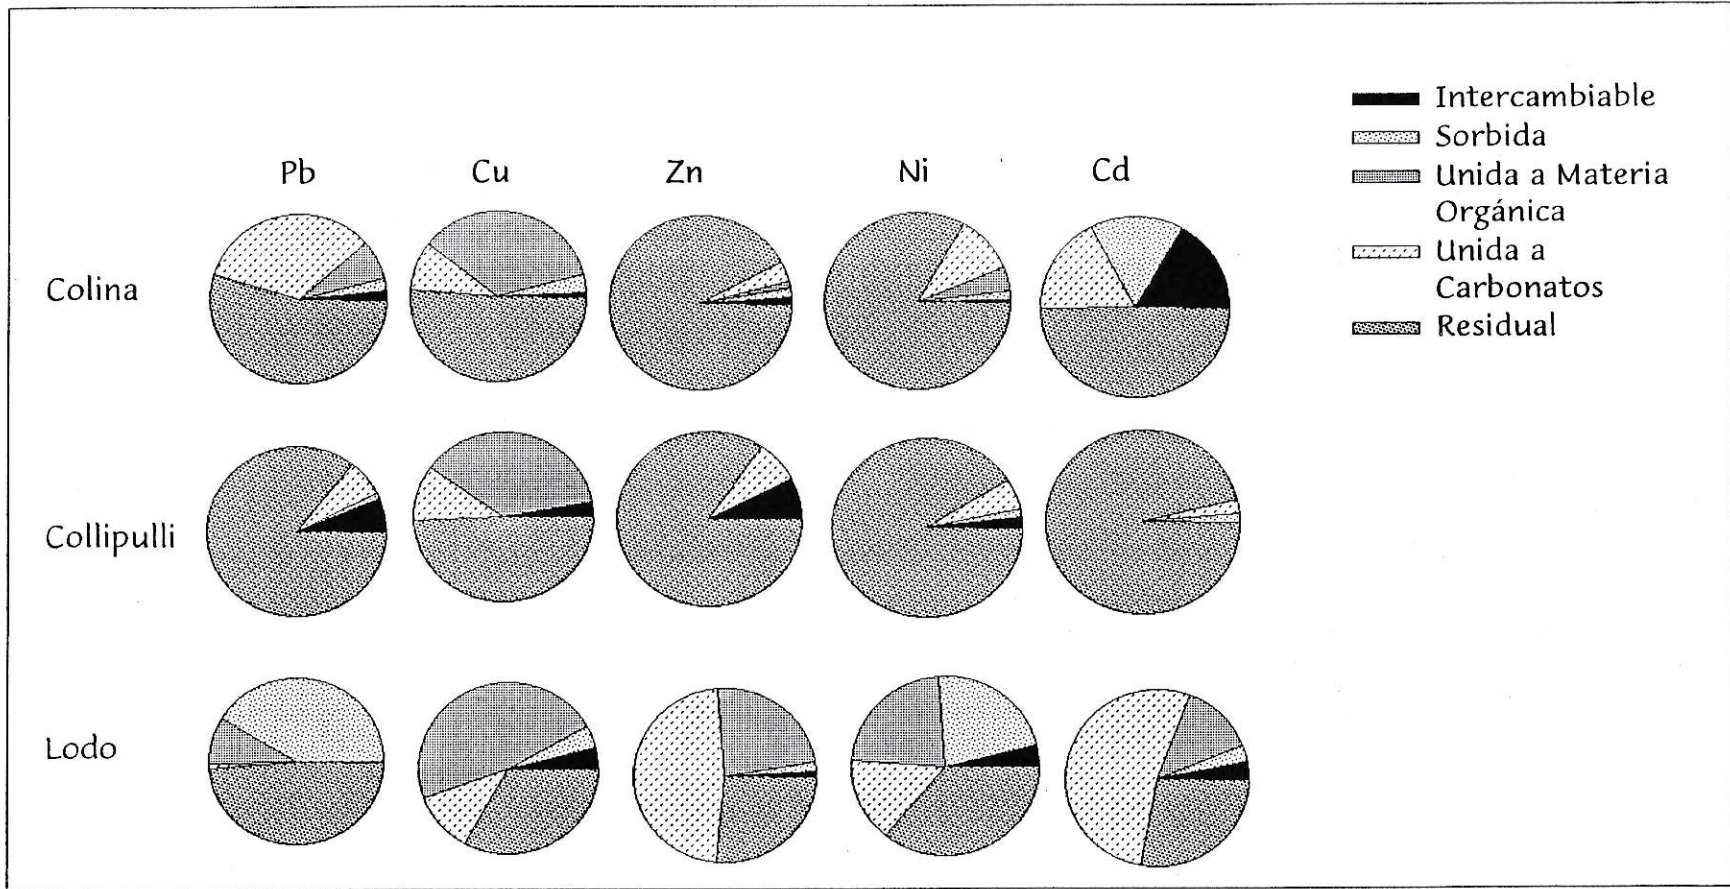 Intercambiable
Sorbida
Unida a Materia
Orgánica
Unida a
Carbonatos
Residual
Pb Cu Zn Ni Cd
Colina
Collipulli
Lodo